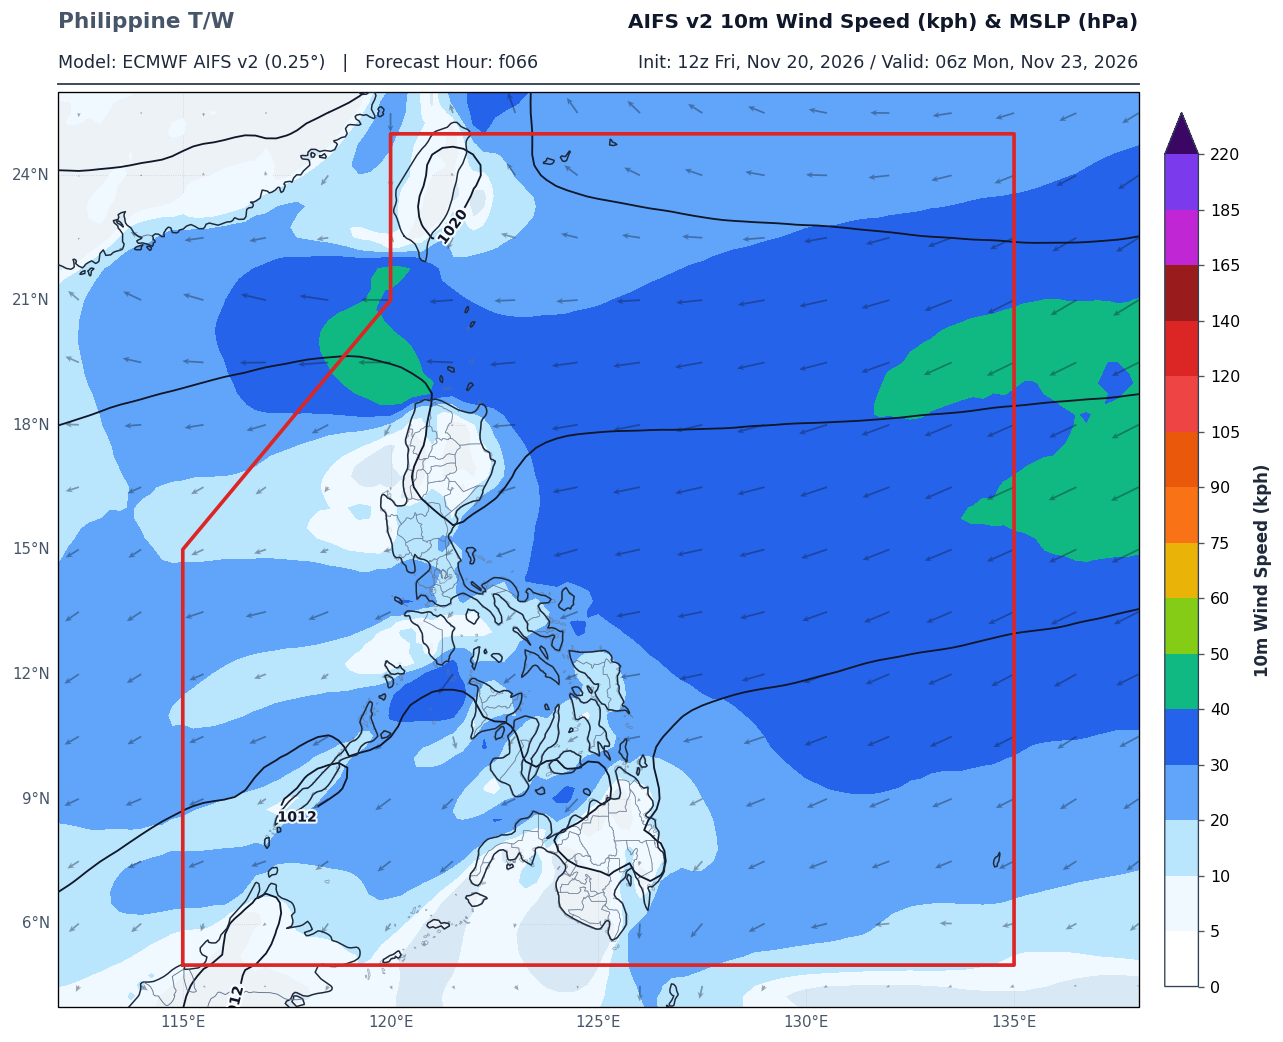 Philippine T/W
AIFS v2 10m Wind Speed (kph) & MSLP (hPa)
Model: ECMWF AIFS v2 (0.25°) | Forecast Hour: f066
Init: 12z Fri, Nov 20, 2026 / Valid: 06z Mon, Nov 23, 2026
24°N
21°N
18°N
15°N
12°N
9°N
6°N
1020
1012
012
115°E
120°E
125°E
130°E
135°E
220
185
165
140
120
105
90
75
60
50
40
30
20
10
5
0
10m Wind Speed (kph)